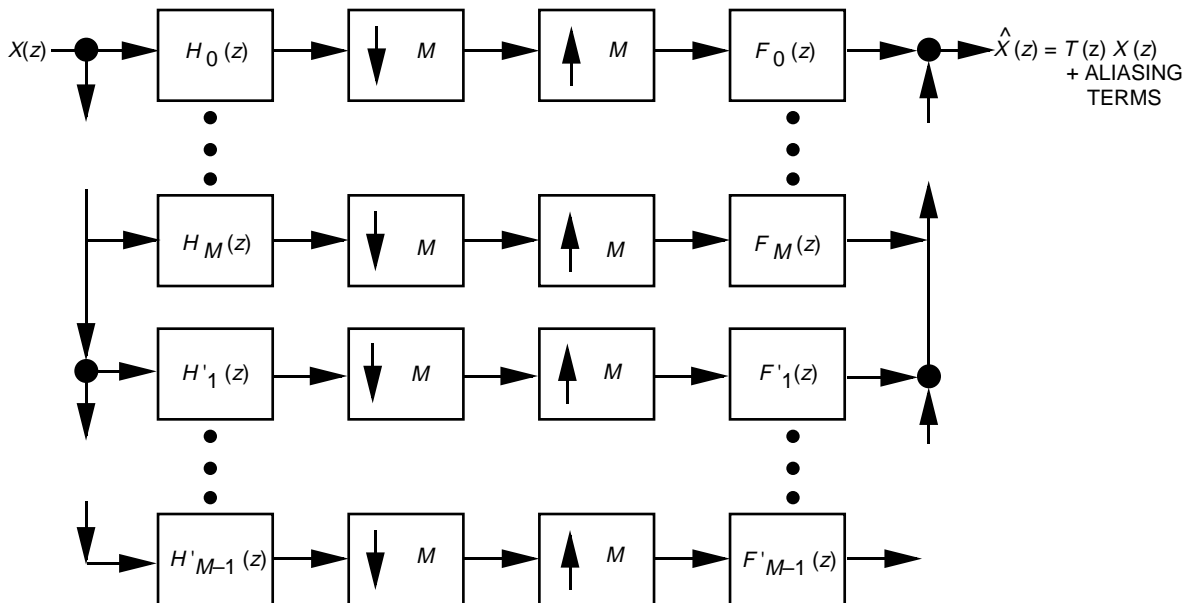 X(z) H0(z) M M F0(z) X̂(z) = T(z) X(z)
+ ALIASING
TERMS
HM(z) M M FM(z)
H'1(z) M M F'1(z)
H'M–1(z) M M F'M–1(z)